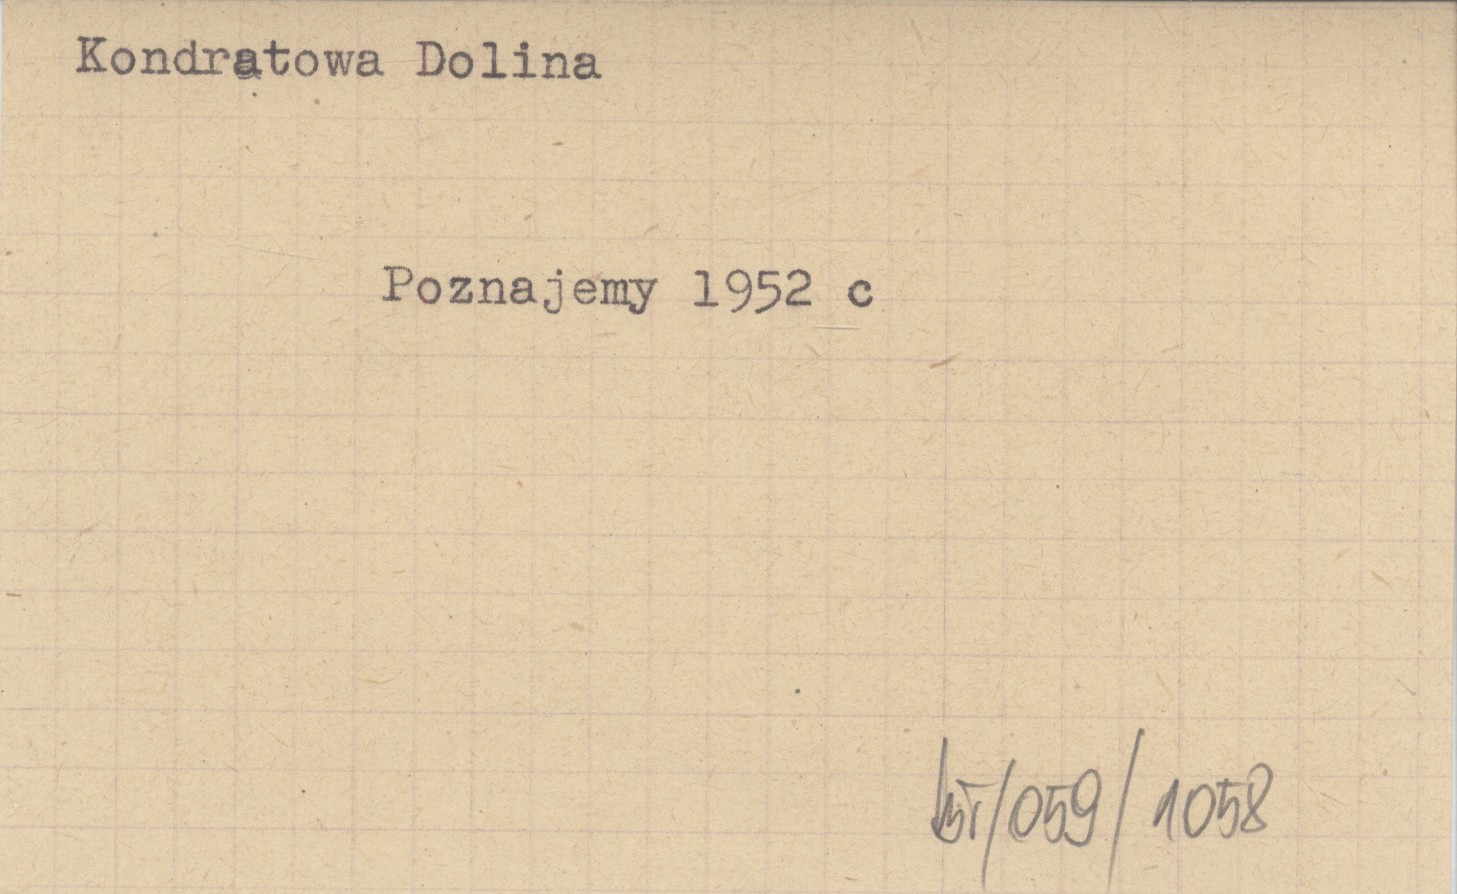 Kondratowa Dolina
Poznajemy 1952 c
/059/1058